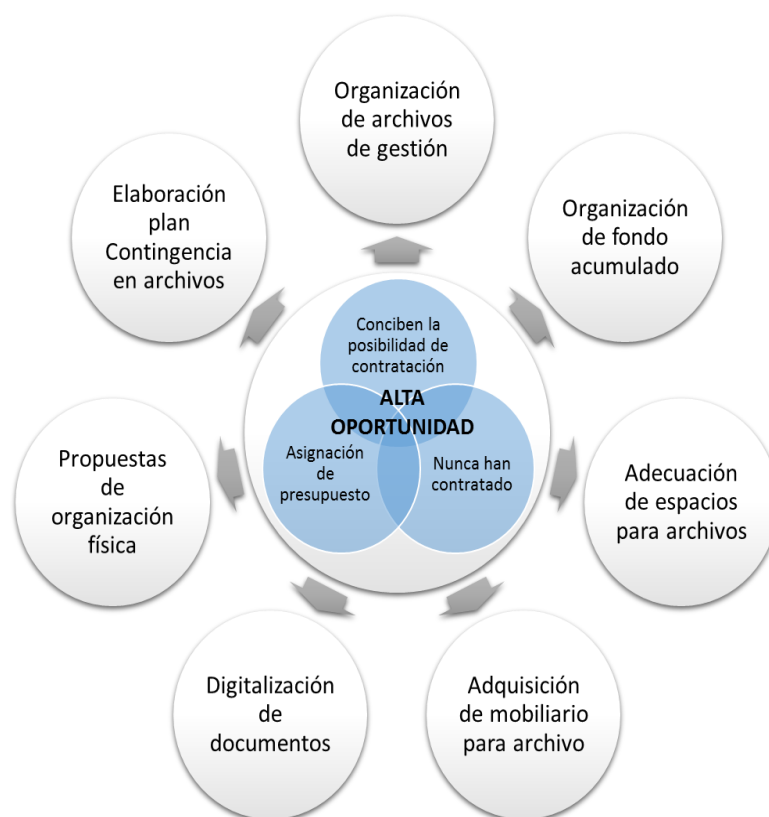 Organización
de archivos
de gestión
Organización
de fondo
acumulado
Adecuación
de espacios
para archivos
Adquisición
de mobiliario
para archivo
Digitalización
de
documentos
Propuestas
de
organización
física
Elaboración
plan
Contingencia
en archivos
Conciben la
posibilidad de
contratación
ALTA
OPORTUNIDAD
Asignación
de
presupuesto
Nunca han
contratado